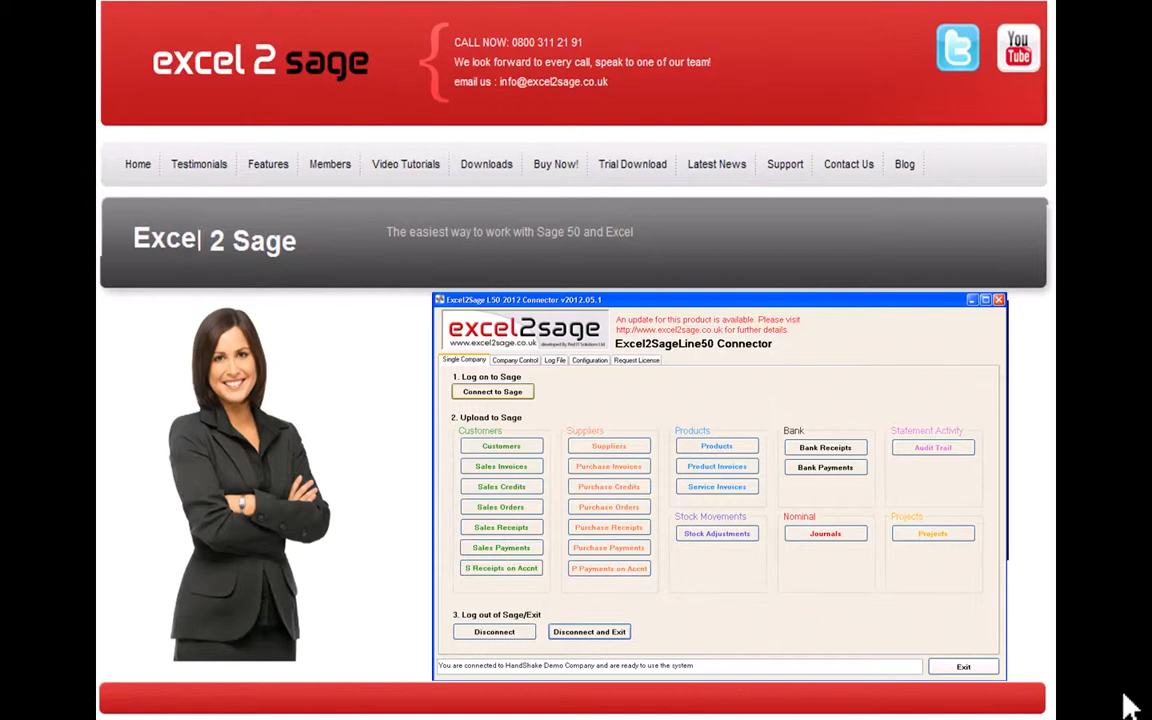 excel 2 sage
CALL NOW: 0800 311 21 91
We look forward to every call, speak to one of our team!
email us : info@excel2sage.co.uk
You
Tube
Home
Testimonials
Features
Members
Video Tutorials
Downloads
Buy Now!
Trial Download
Latest News
Support
Contact Us
Blog
Excel 2 Sage
The easiest way to work with Sage 50 and Excel
Excel2Sage L50 2012 Connector v2012.05.1
excel2sage
www.excel2sage.co.uk developed By Red IT Solutions Ltd
An update for this product is available. Please visit
http://www.excel2sage.co.uk for further details.
Excel2SageLine50 Connector
Single Company
Company Control
Log File
Configuration
Request License
1. Log on to Sage
Connect to Sage
2. Upload to Sage
Customers
Customers
Sales Invoices
Sales Credits
Sales Orders
Sales Receipts
Sales Payments
S Receipts on Accnt
Suppliers
Suppliers
Purchase Invoices
Purchase Credits
Purchase Orders
Purchase Receipts
Purchase Payments
P Payments on Accnt
Products
Products
Product Invoices
Service Invoices
Stock Movements
Stock Adjustments
Bank
Bank Receipts
Bank Payments
Nominal
Journals
Statement Activity
Audit Trail
Projects
Projects
3. Log out of Sage/Exit
Disconnect
Disconnect and Exit
You are connected to HandShake Demo Company and are ready to use the system
Exit